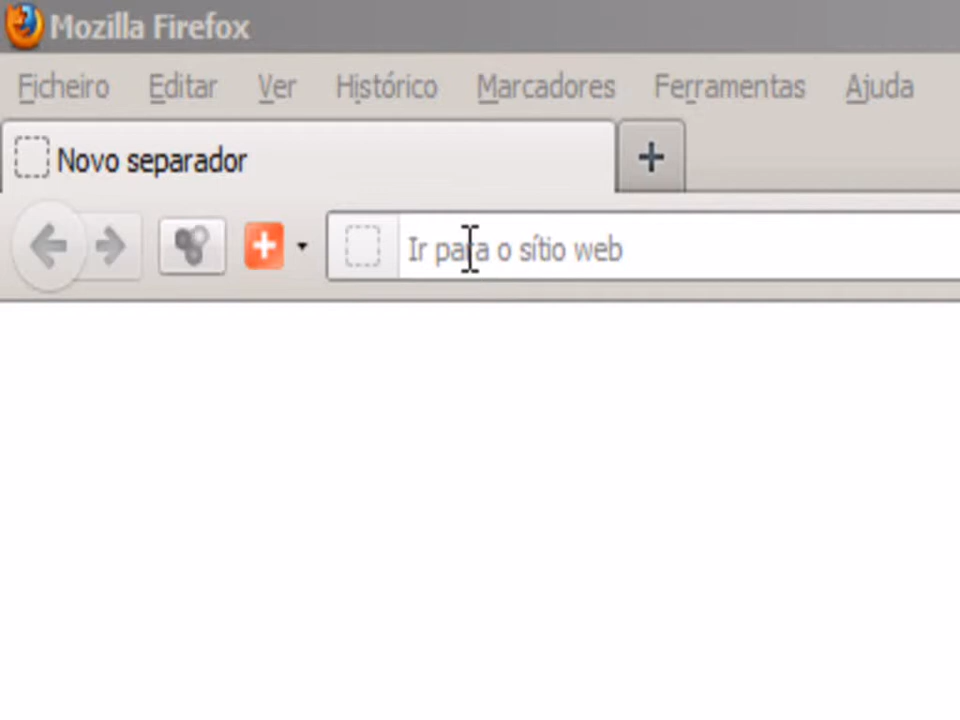 Mozilla Firefox
Ficheiro Editar Ver Histórico Marcadores Ferramentas Ajuda
Novo separador
Ir para o sítio web